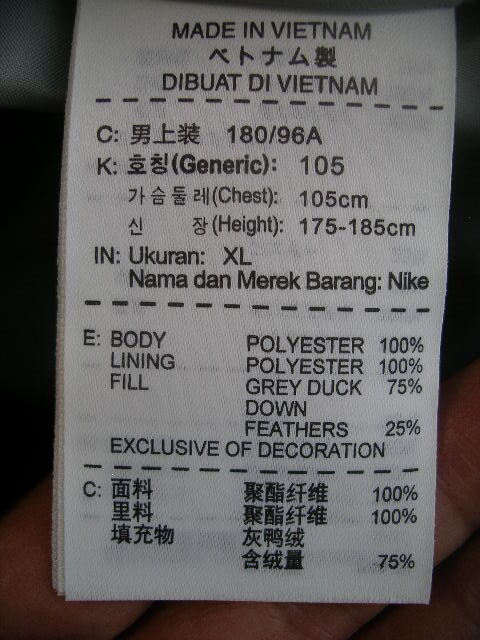 MADE IN VIETNAM
ベトナム製
DIBUAT DI VIETNAM
C: 男上装 180/96A
K: 호칭(Generic): 105
가슴둘레(Chest): 105cm
신 장(Height): 175-185cm
IN: Ukuran: XL
Nama dan Merek Barang: Nike
E: BODY POLYESTER 100%
LINING POLYESTER 100%
FILL GREY DUCK 75%
DOWN
FEATHERS 25%
EXCLUSIVE OF DECORATION
C: 面料 聚酯纤维 100%
里料 聚酯纤维 100%
填充物 灰鸭绒
含绒量 75%